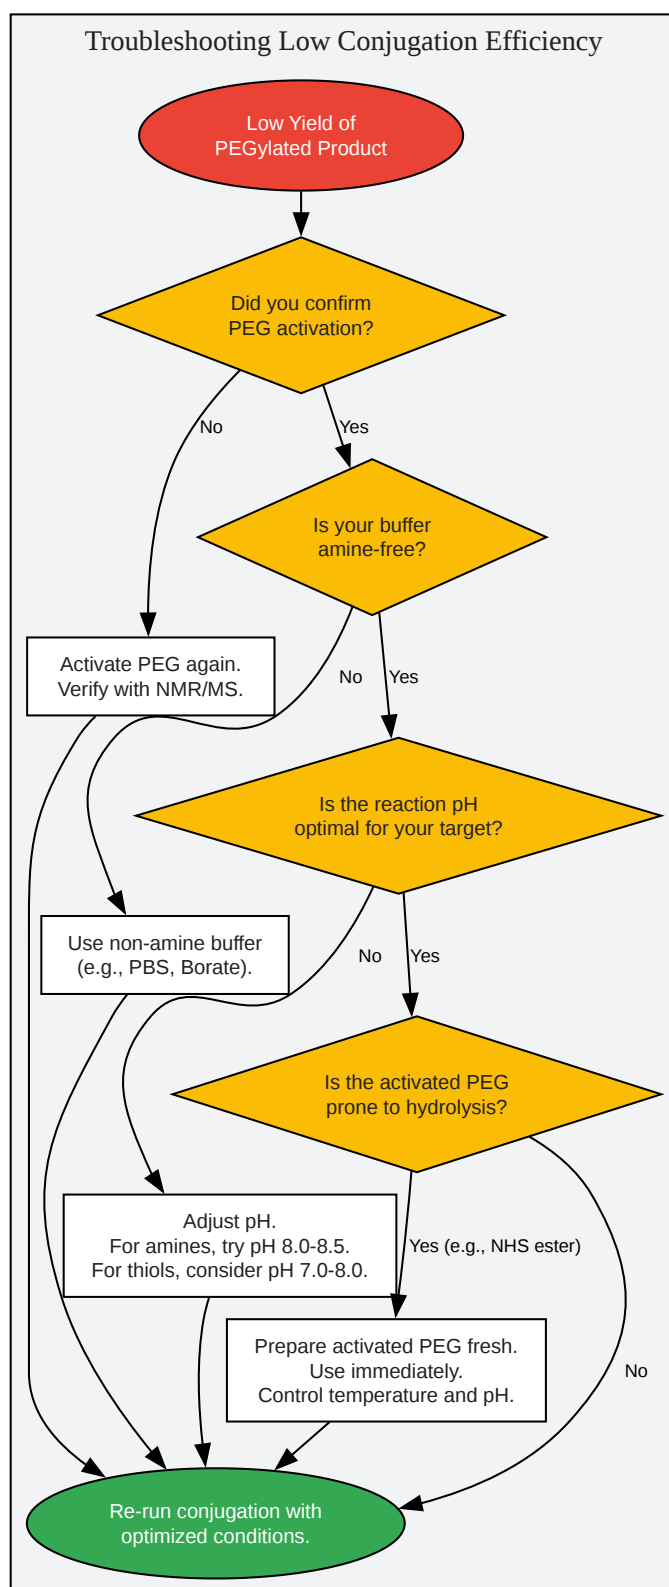 Troubleshooting Low Conjugation Efficiency
Low Yield of
PEGylated Product
Did you confirm
PEG activation?
No
Yes
Is your buffer
amine-free?
Activate PEG again.
Verify with NMR/MS.
No
Yes
Is the reaction pH
optimal for your target?
Use non-amine buffer
(e.g., PBS, Borate).
No
Yes
Is the activated PEG
prone to hydrolysis?
Adjust pH.
For amines, try pH 8.0-8.5.
For thiols, consider pH 7.0-8.0.
Yes (e.g., NHS ester)
Prepare activated PEG fresh.
Use immediately.
Control temperature and pH.
No
Re-run conjugation with
optimized conditions.